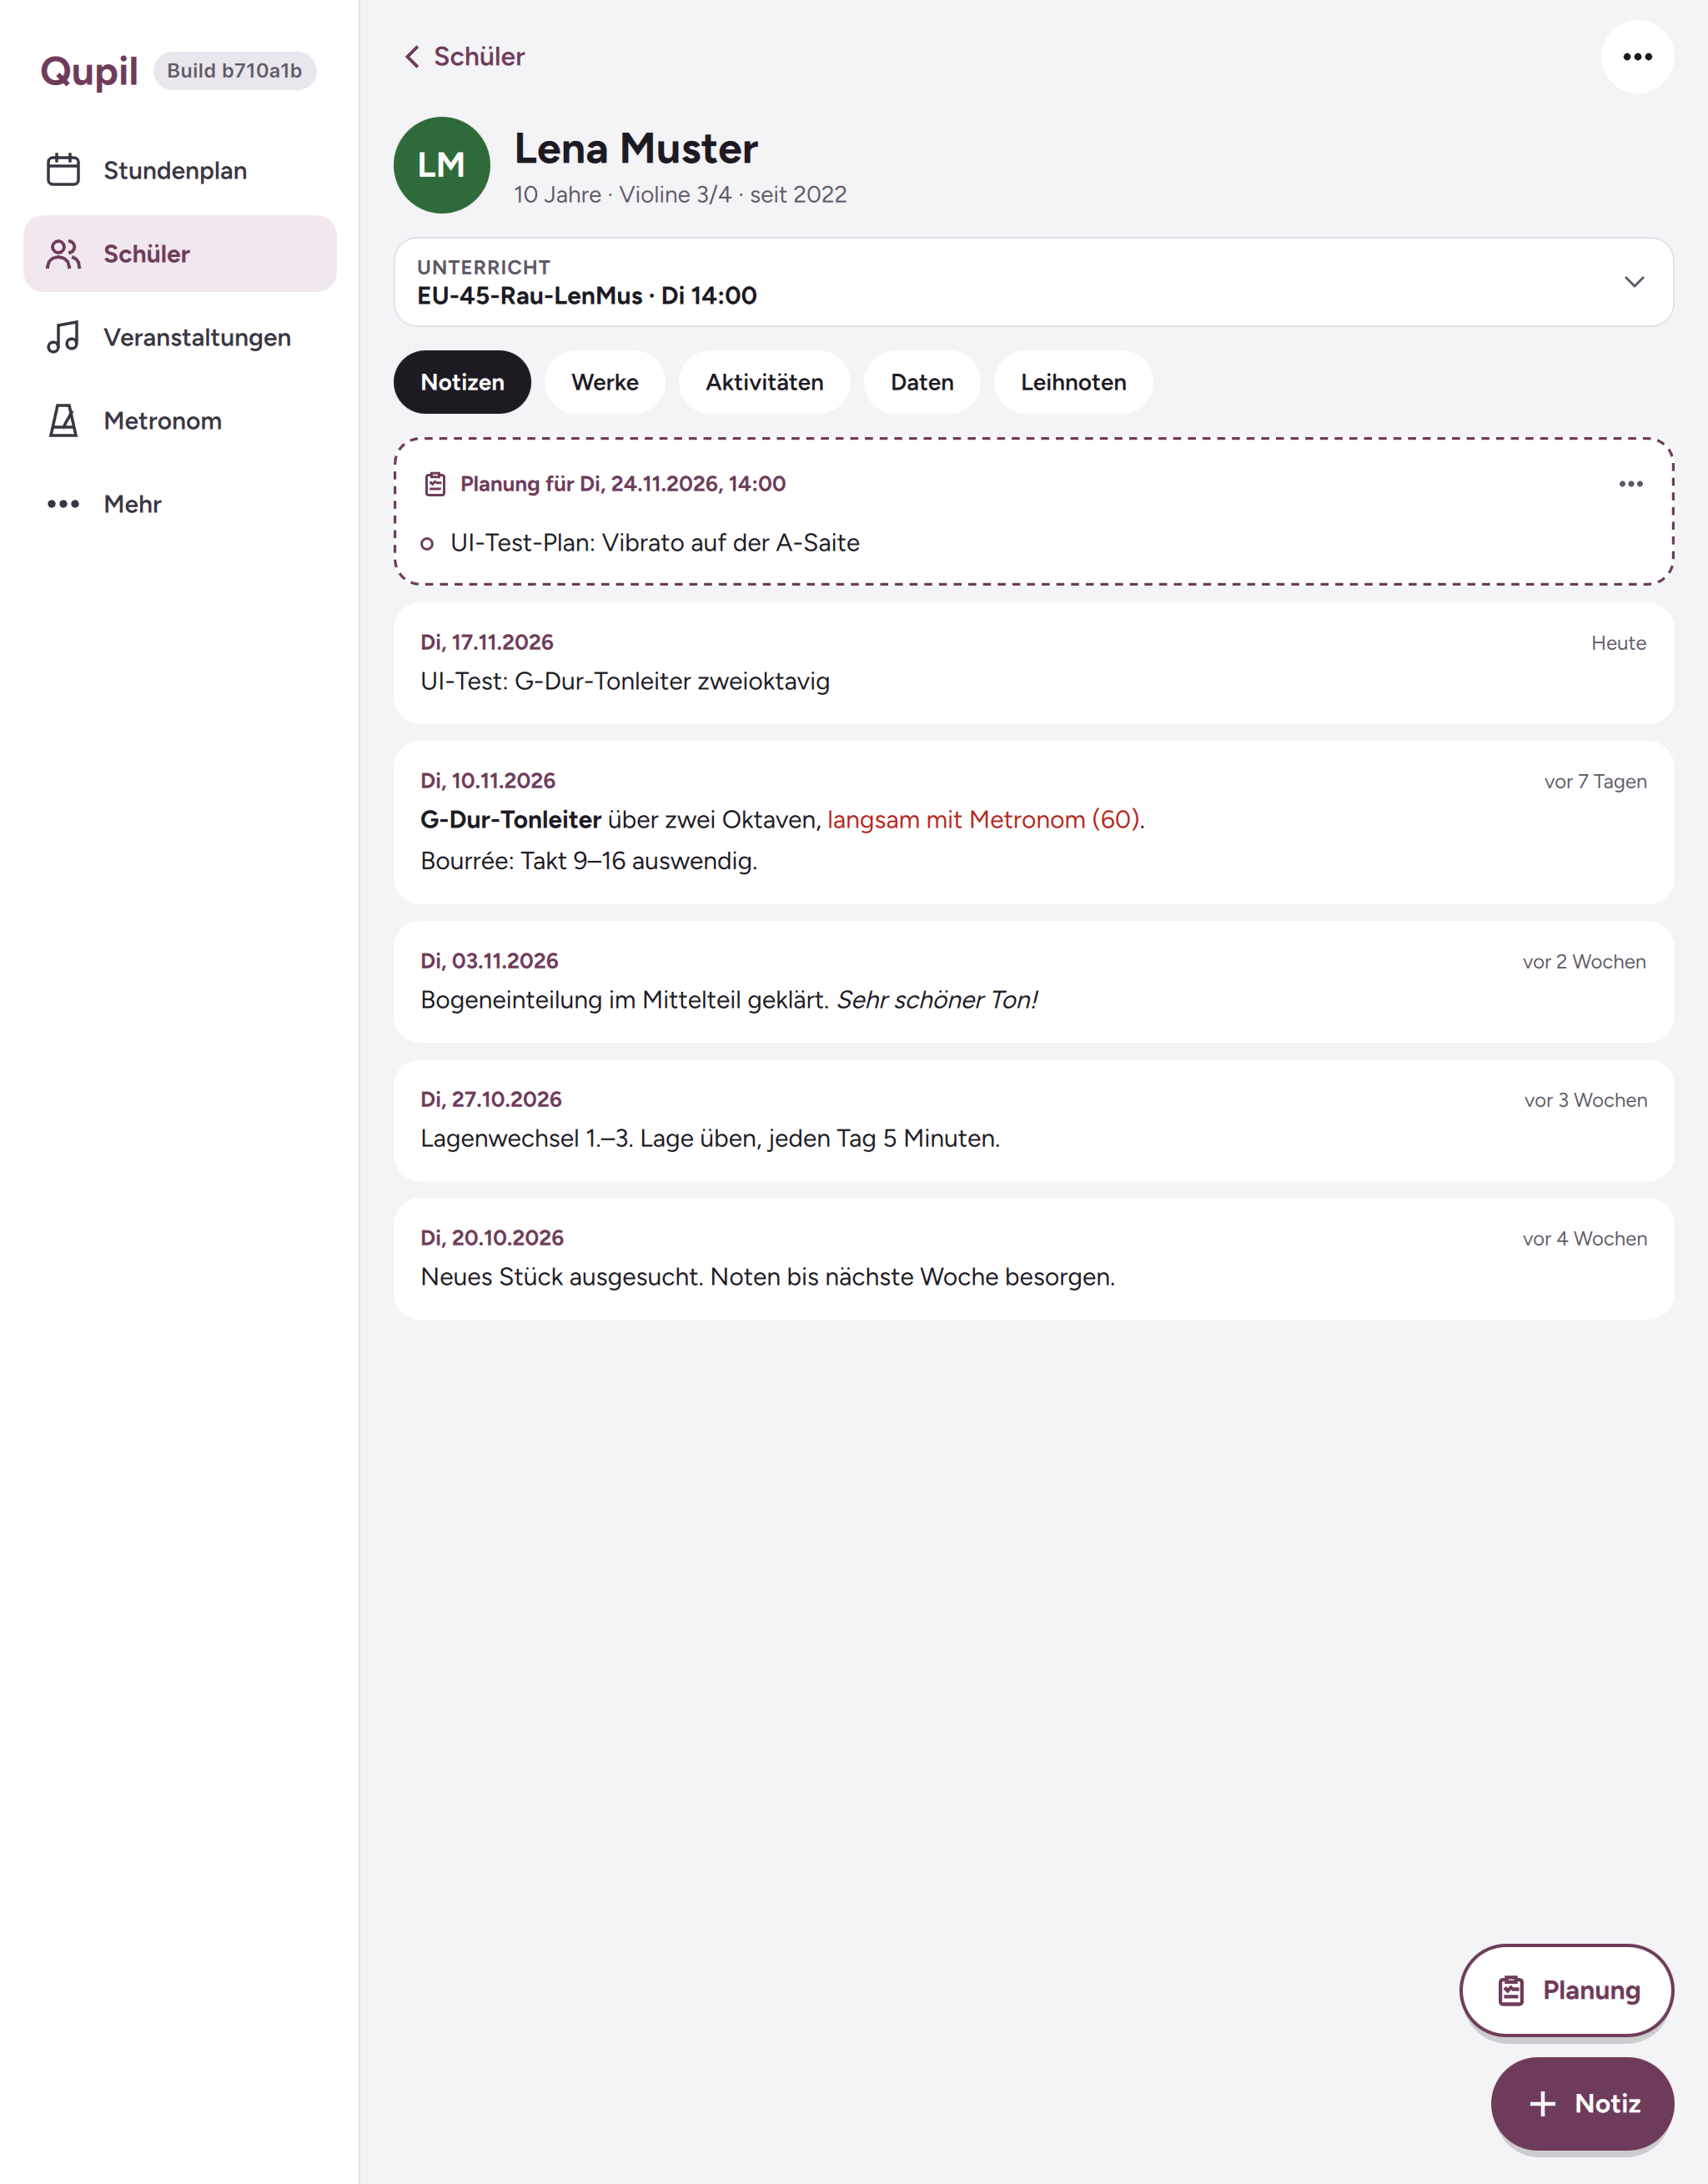 Qupil Build b710a1b
Stundenplan
Schüler
Veranstaltungen
Metronom
Mehr
Schüler
LM
Lena Muster
10 Jahre · Violine 3/4 · seit 2022
UNTERRICHT
EU-45-Rau-LenMus · Di 14:00
Notizen Werke Aktivitäten Daten Leihnoten
Planung für Di, 24.11.2026, 14:00
UI-Test-Plan: Vibrato auf der A-Saite
Di, 17.11.2026 Heute
UI-Test: G-Dur-Tonleiter zweioktavig
Di, 10.11.2026 vor 7 Tagen
G-Dur-Tonleiter über zwei Oktaven, langsam mit Metronom (60).
Bourrée: Takt 9–16 auswendig.
Di, 03.11.2026 vor 2 Wochen
Bogeneinteilung im Mittelteil geklärt. Sehr schöner Ton!
Di, 27.10.2026 vor 3 Wochen
Lagenwechsel 1.–3. Lage üben, jeden Tag 5 Minuten.
Di, 20.10.2026 vor 4 Wochen
Neues Stück ausgesucht. Noten bis nächste Woche besorgen.
Planung
Notiz